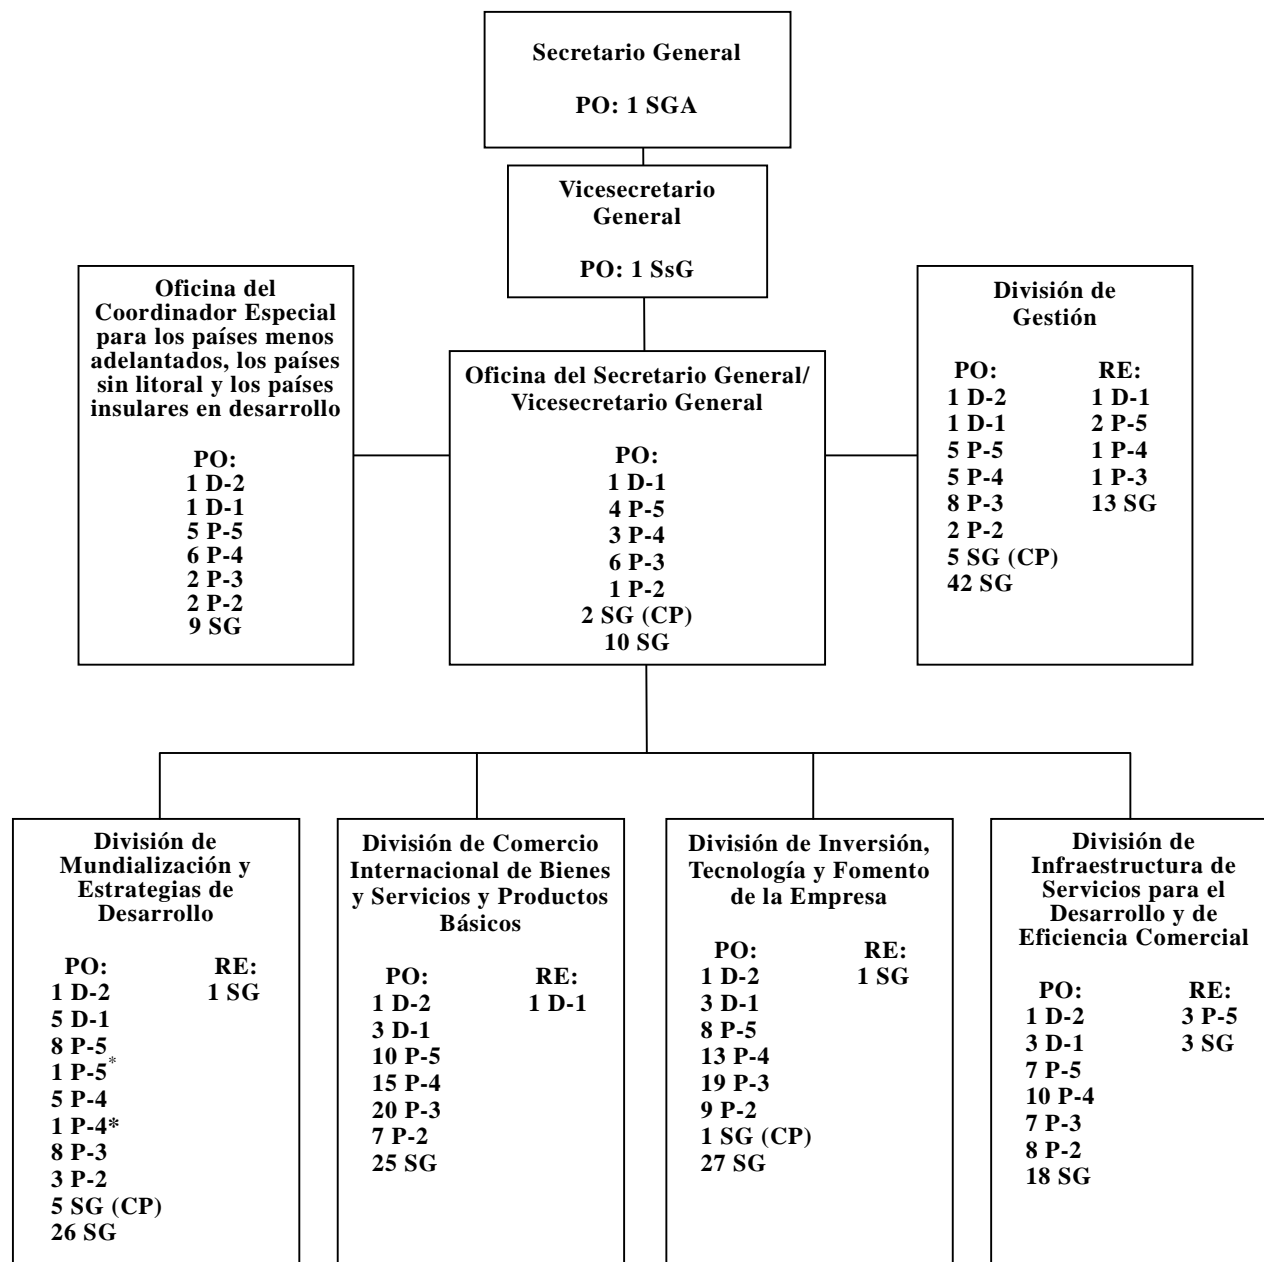 Secretario General
PO: 1 SGA
Vicesecretario
General
PO: 1 SsG
Oficina del
Coordinador Especial
para los países menos
adelantados, los países
sin litoral y los países
insulares en desarrollo
PO:
1 D-2
1 D-1
5 P-5
6 P-4
2 P-3
2 P-2
9 SG
Oficina del Secretario General/
Vicesecretario General
PO:
1 D-1
4 P-5
3 P-4
6 P-3
1 P-2
2 SG (CP)
10 SG
División de
Gestión
PO: RE:
1 D-2 1 D-1
1 D-1 2 P-5
5 P-5 1 P-4
5 P-4 1 P-3
8 P-3 13 SG
2 P-2
5 SG (CP)
42 SG
División de
Mundialización y
Estrategias de
Desarrollo
PO: RE:
1 D-2 1 SG
5 D-1
8 P-5
1 P-5*
5 P-4
1 P-4*
8 P-3
3 P-2
5 SG (CP)
26 SG
División de Comercio
Internacional de Bienes
y Servicios y Productos
Básicos
PO: RE:
1 D-2 1 D-1
3 D-1
10 P-5
15 P-4
20 P-3
7 P-2
25 SG
División de Inversión,
Tecnología y Fomento
de la Empresa
PO: RE:
1 D-2 1 SG
3 D-1
8 P-5
13 P-4
19 P-3
9 P-2
1 SG (CP)
27 SG
División de
Infraestructura de
Servicios para el
Desarrollo y de
Eficiencia Comercial
PO: RE:
1 D-2 3 P-5
3 D-1 3 SG
7 P-5
10 P-4
7 P-3
8 P-2
18 SG